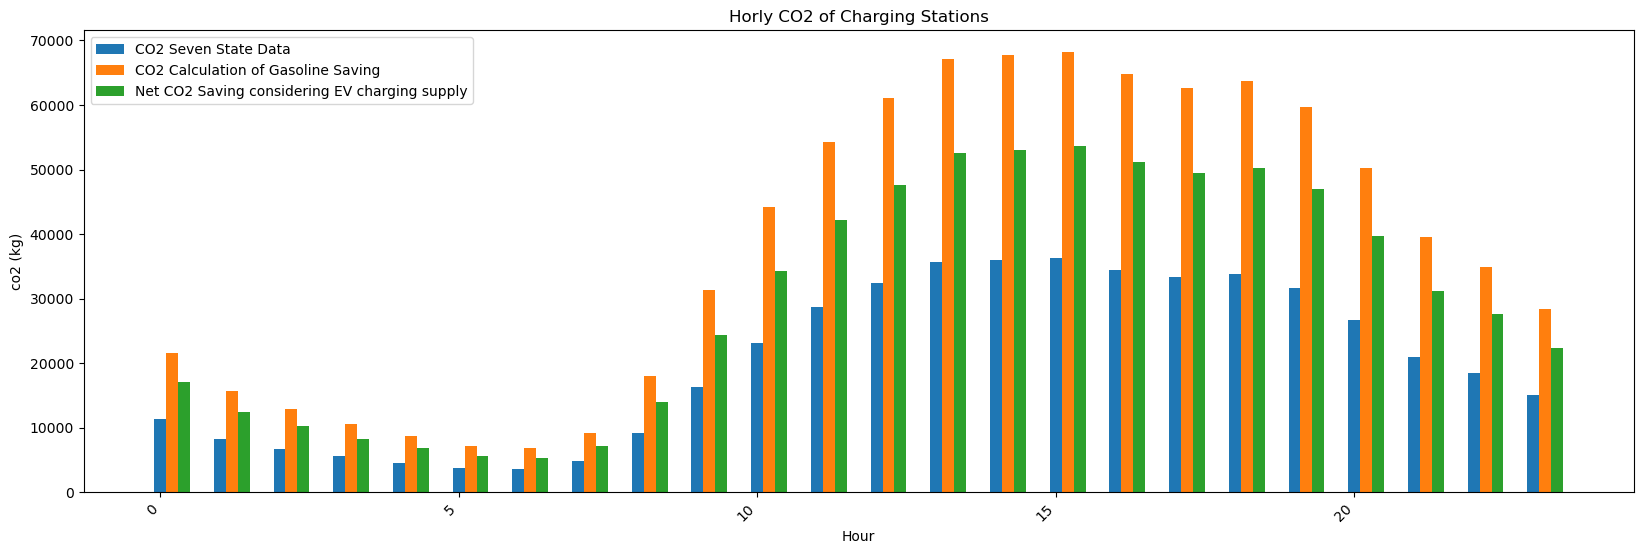 Horly CO2 of Charging Stations
CO2 Seven State Data
CO2 Calculation of Gasoline Saving
Net CO2 Saving considering EV charging supply
co2 (kg)
70000
60000
50000
40000
30000
20000
10000
0
0
5
10
15
20
Hour